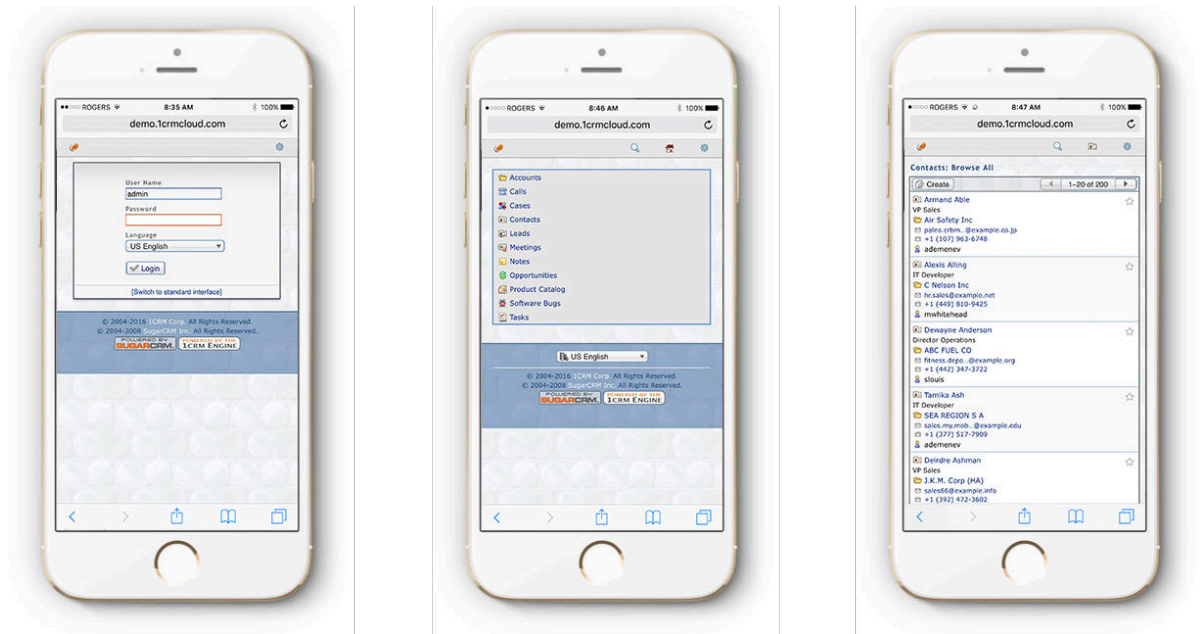 ROGERS 8:35 AM 100%
demo.1crmcloud.com
User Name
admin
Password
Language
US English
Login
[Switch to standard interface]
© 2004-2016 1CRM Corp. All Rights Reserved.
© 2004-2008 SugarCRM Inc. All Rights Reserved.
POWERED BY SUGARCRM. POWERED BY THE 1CRM ENGINE
ROGERS 8:46 AM 100%
demo.1crmcloud.com
Accounts
Calls
Cases
Contacts
Leads
Meetings
Notes
Opportunities
Product Catalog
Software Bugs
Tasks
US English
© 2004-2016 1CRM Corp. All Rights Reserved.
© 2004-2008 SugarCRM Inc. All Rights Reserved.
POWERED BY SUGARCRM. POWERED BY THE 1CRM ENGINE
ROGERS 8:47 AM 100%
demo.1crmcloud.com
Contacts: Browse All
Create 1-20 of 200
Armand Able
VP Sales
Air Safety Inc
paleo.crbm..@example.co.jp
+1 (107) 963-6748
ademenev
Alexis Alling
IT Developer
C Nelson Inc
hr.sales@example.net
+1 (449) 810-9425
mwhitehead
Dewayne Anderson
Director Operations
ABC FUEL CO
fitness.depo..@example.org
+1 (442) 347-3722
slouis
Tamika Ash
IT Developer
SEA REGION S A
sales.my.mob..@example.edu
+1 (377) 517-7909
ademenev
Deirdre Ashman
VP Sales
J.K.M. Corp (HA)
sales66@example.info
+1 (392) 472-3602